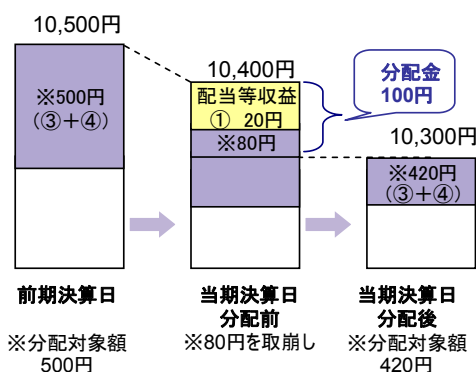 10,500円
※500円
(③+④)
10,400円
配当等収益
① 20円
※80円
分配金
100円
10,300円
※420円
(③+④)
前期決算日
※分配対象額
500円
当期決算日
分配前
※80円を取崩し
当期決算日
分配後
※分配対象額
420円